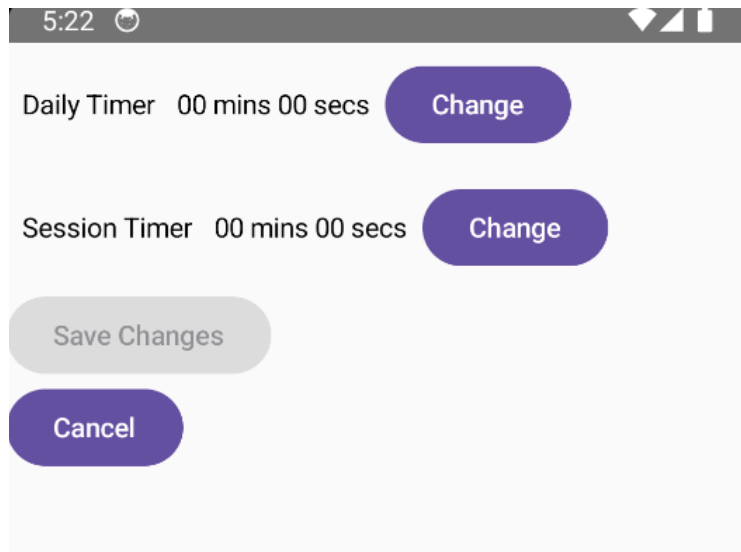 5:22
Daily Timer 00 mins 00 secs Change
Session Timer 00 mins 00 secs Change
Save Changes
Cancel